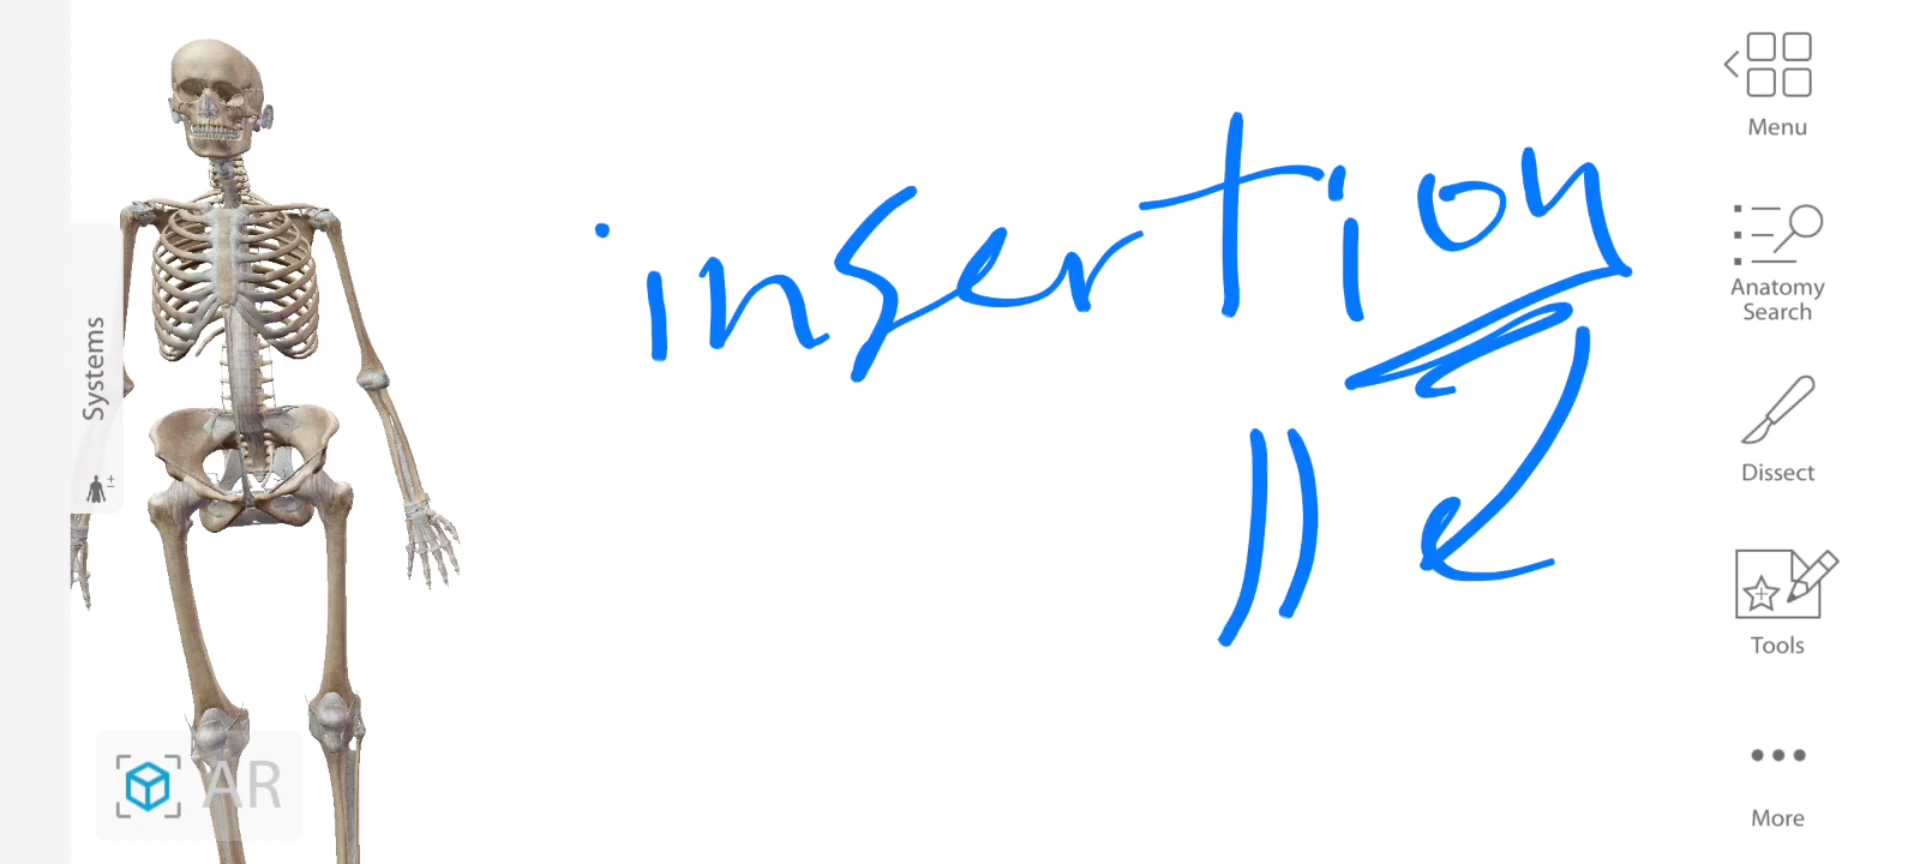 insertion
Menu
Anatomy
Search
Systems
Dissect
Tools
AR
More